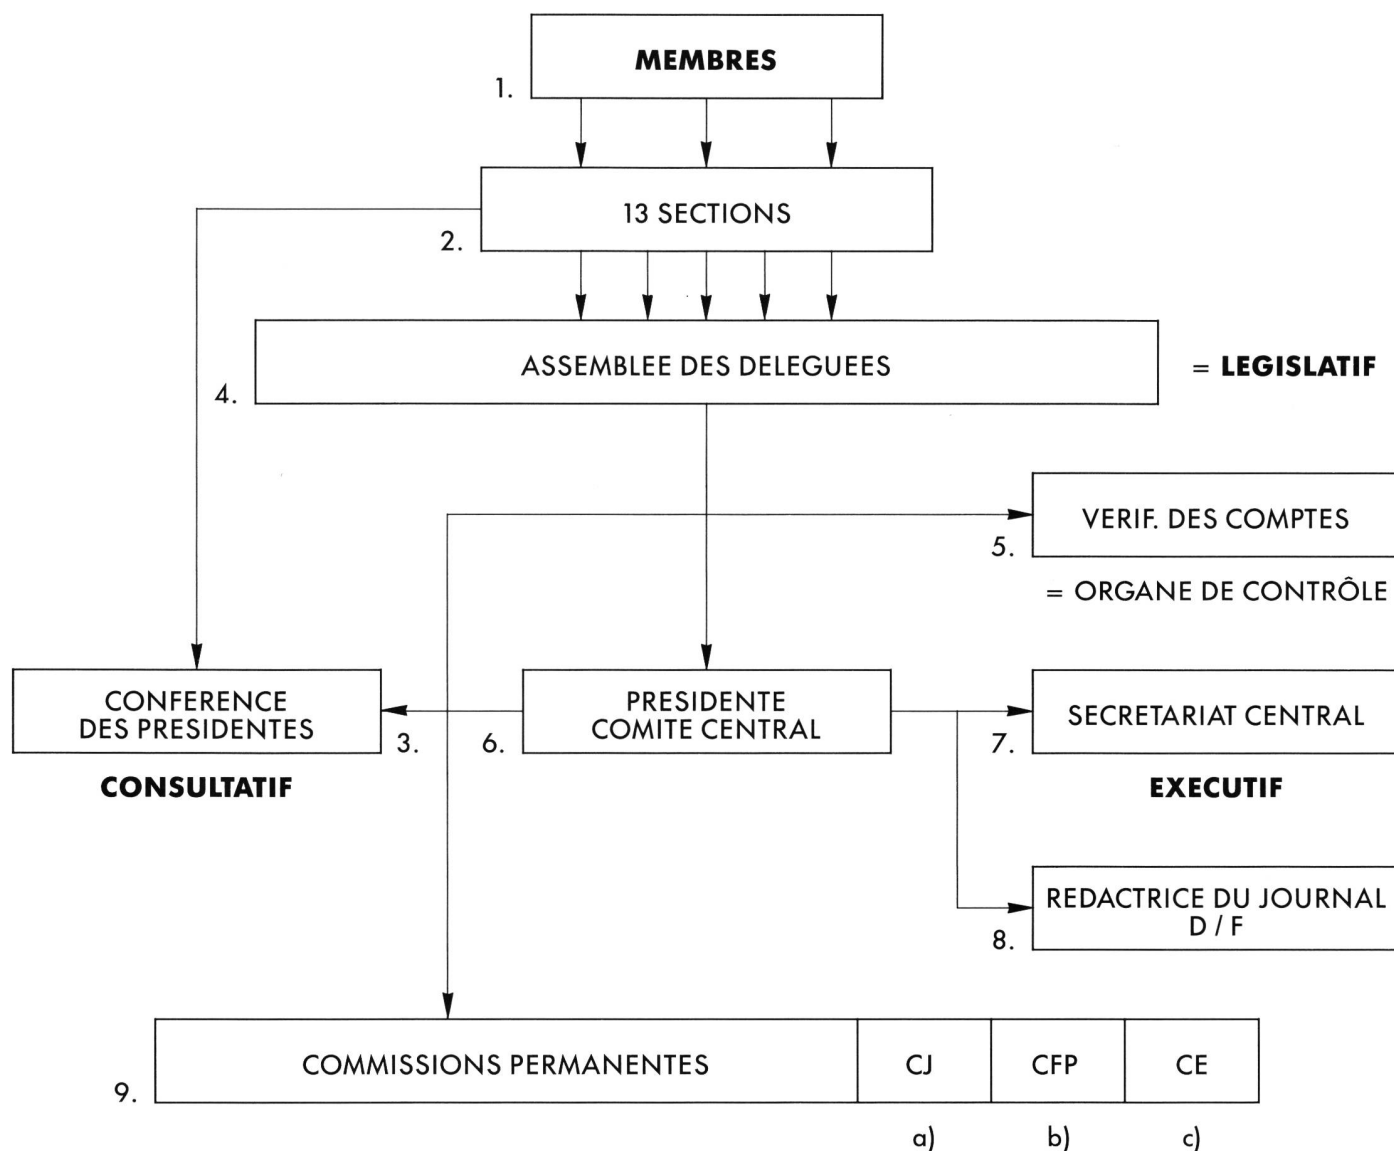 MEMBRES
1.
13 SECTIONS
2.
ASSEMBLEE DES DELEGUEES
= LÉGISLATIF
4.
VERIF. DES COMPTES
5.
= ORGANE DE CONTRÔLE
CONFERENCE
DES PRESIDENTES
3.
CONSULTATIF
PRESIDENTE
COMITE CENTRAL
6.
SECRETARIAT CENTRAL
7.
EXECUTIF
REDACTRICE DU JOURNAL
D / F
8.
COMMISSIONS PERMANENTES
CJ
CFP
CE
9.
a)
b)
c)